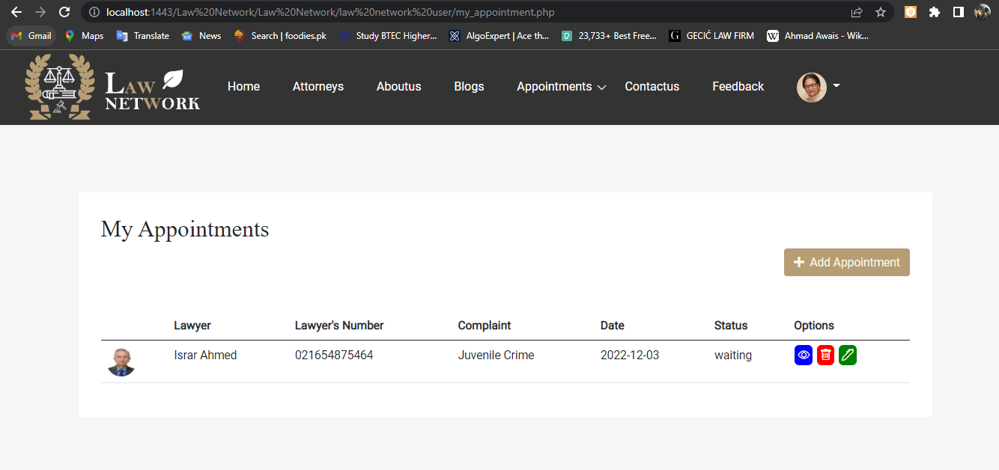 localhost:1443/Law%20Network/Law%20Network/law%20network%20user/my_appointment.php
Gmail Maps Translate News Search | foodies.pk Study BTEC Higher... AlgoExpert | Ace th... D 23,733+ Best Free... G GECIĆ LAW FIRM W Ahmad Awais - Wik...
LAW
NETWORK
Home Attorneys Aboutus Blogs Appointments Contactus Feedback
My Appointments
Add Appointment
Lawyer Lawyer's Number Complaint Date Status Options
Israr Ahmed 021654875464 Juvenile Crime 2022-12-03 waiting